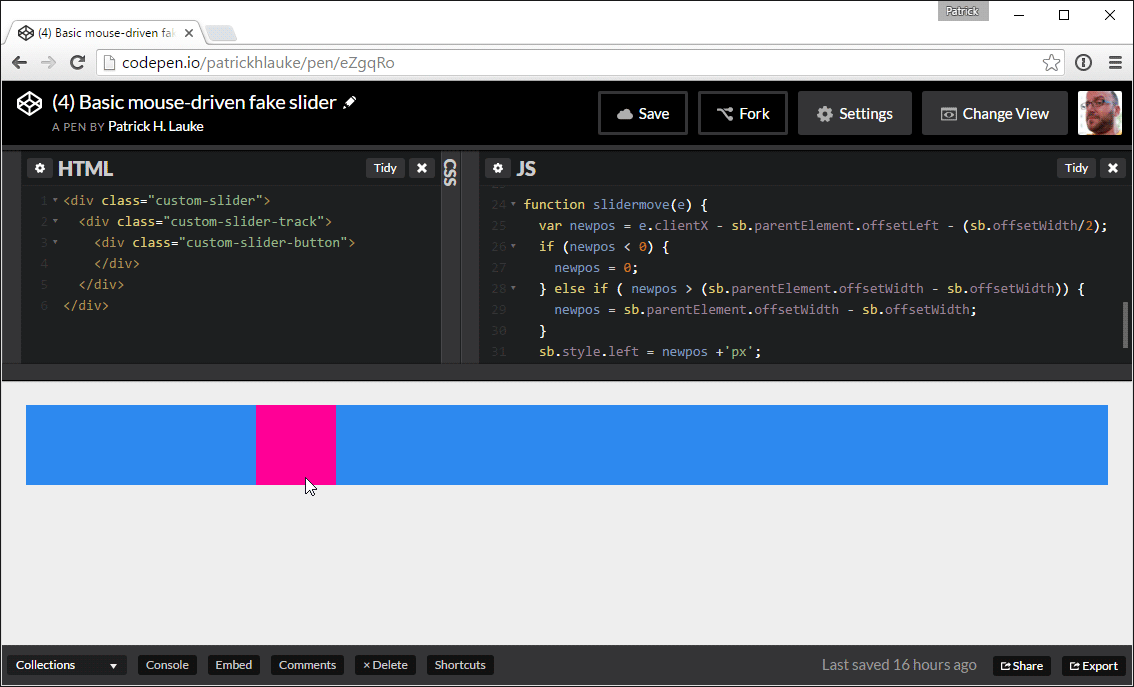 Patrick
(4) Basic mouse-driven fak
codepen.io/patrickhlauke/pen/eZgqRo
(4) Basic mouse-driven fake slider
A PEN BY Patrick H. Lauke
Save
Fork
Settings
Change View
HTML
Tidy
1 <div class="custom-slider">
2 <div class="custom-slider-track">
3 <div class="custom-slider-button">
4 </div>
5 </div>
6 </div>
CSS
JS
Tidy
24 function slidermove(e) {
25 var newpos = e.clientX - sb.parentElement.offsetLeft - (sb.offsetWidth/2);
26 if (newpos < 0) {
27 newpos = 0;
28 } else if ( newpos > (sb.parentElement.offsetWidth - sb.offsetWidth)) {
29 newpos = sb.parentElement.offsetWidth - sb.offsetWidth;
30 }
31 sb.style.left = newpos +'px';
Collections
Console
Embed
Comments
× Delete
Shortcuts
Last saved 16 hours ago
Share
Export